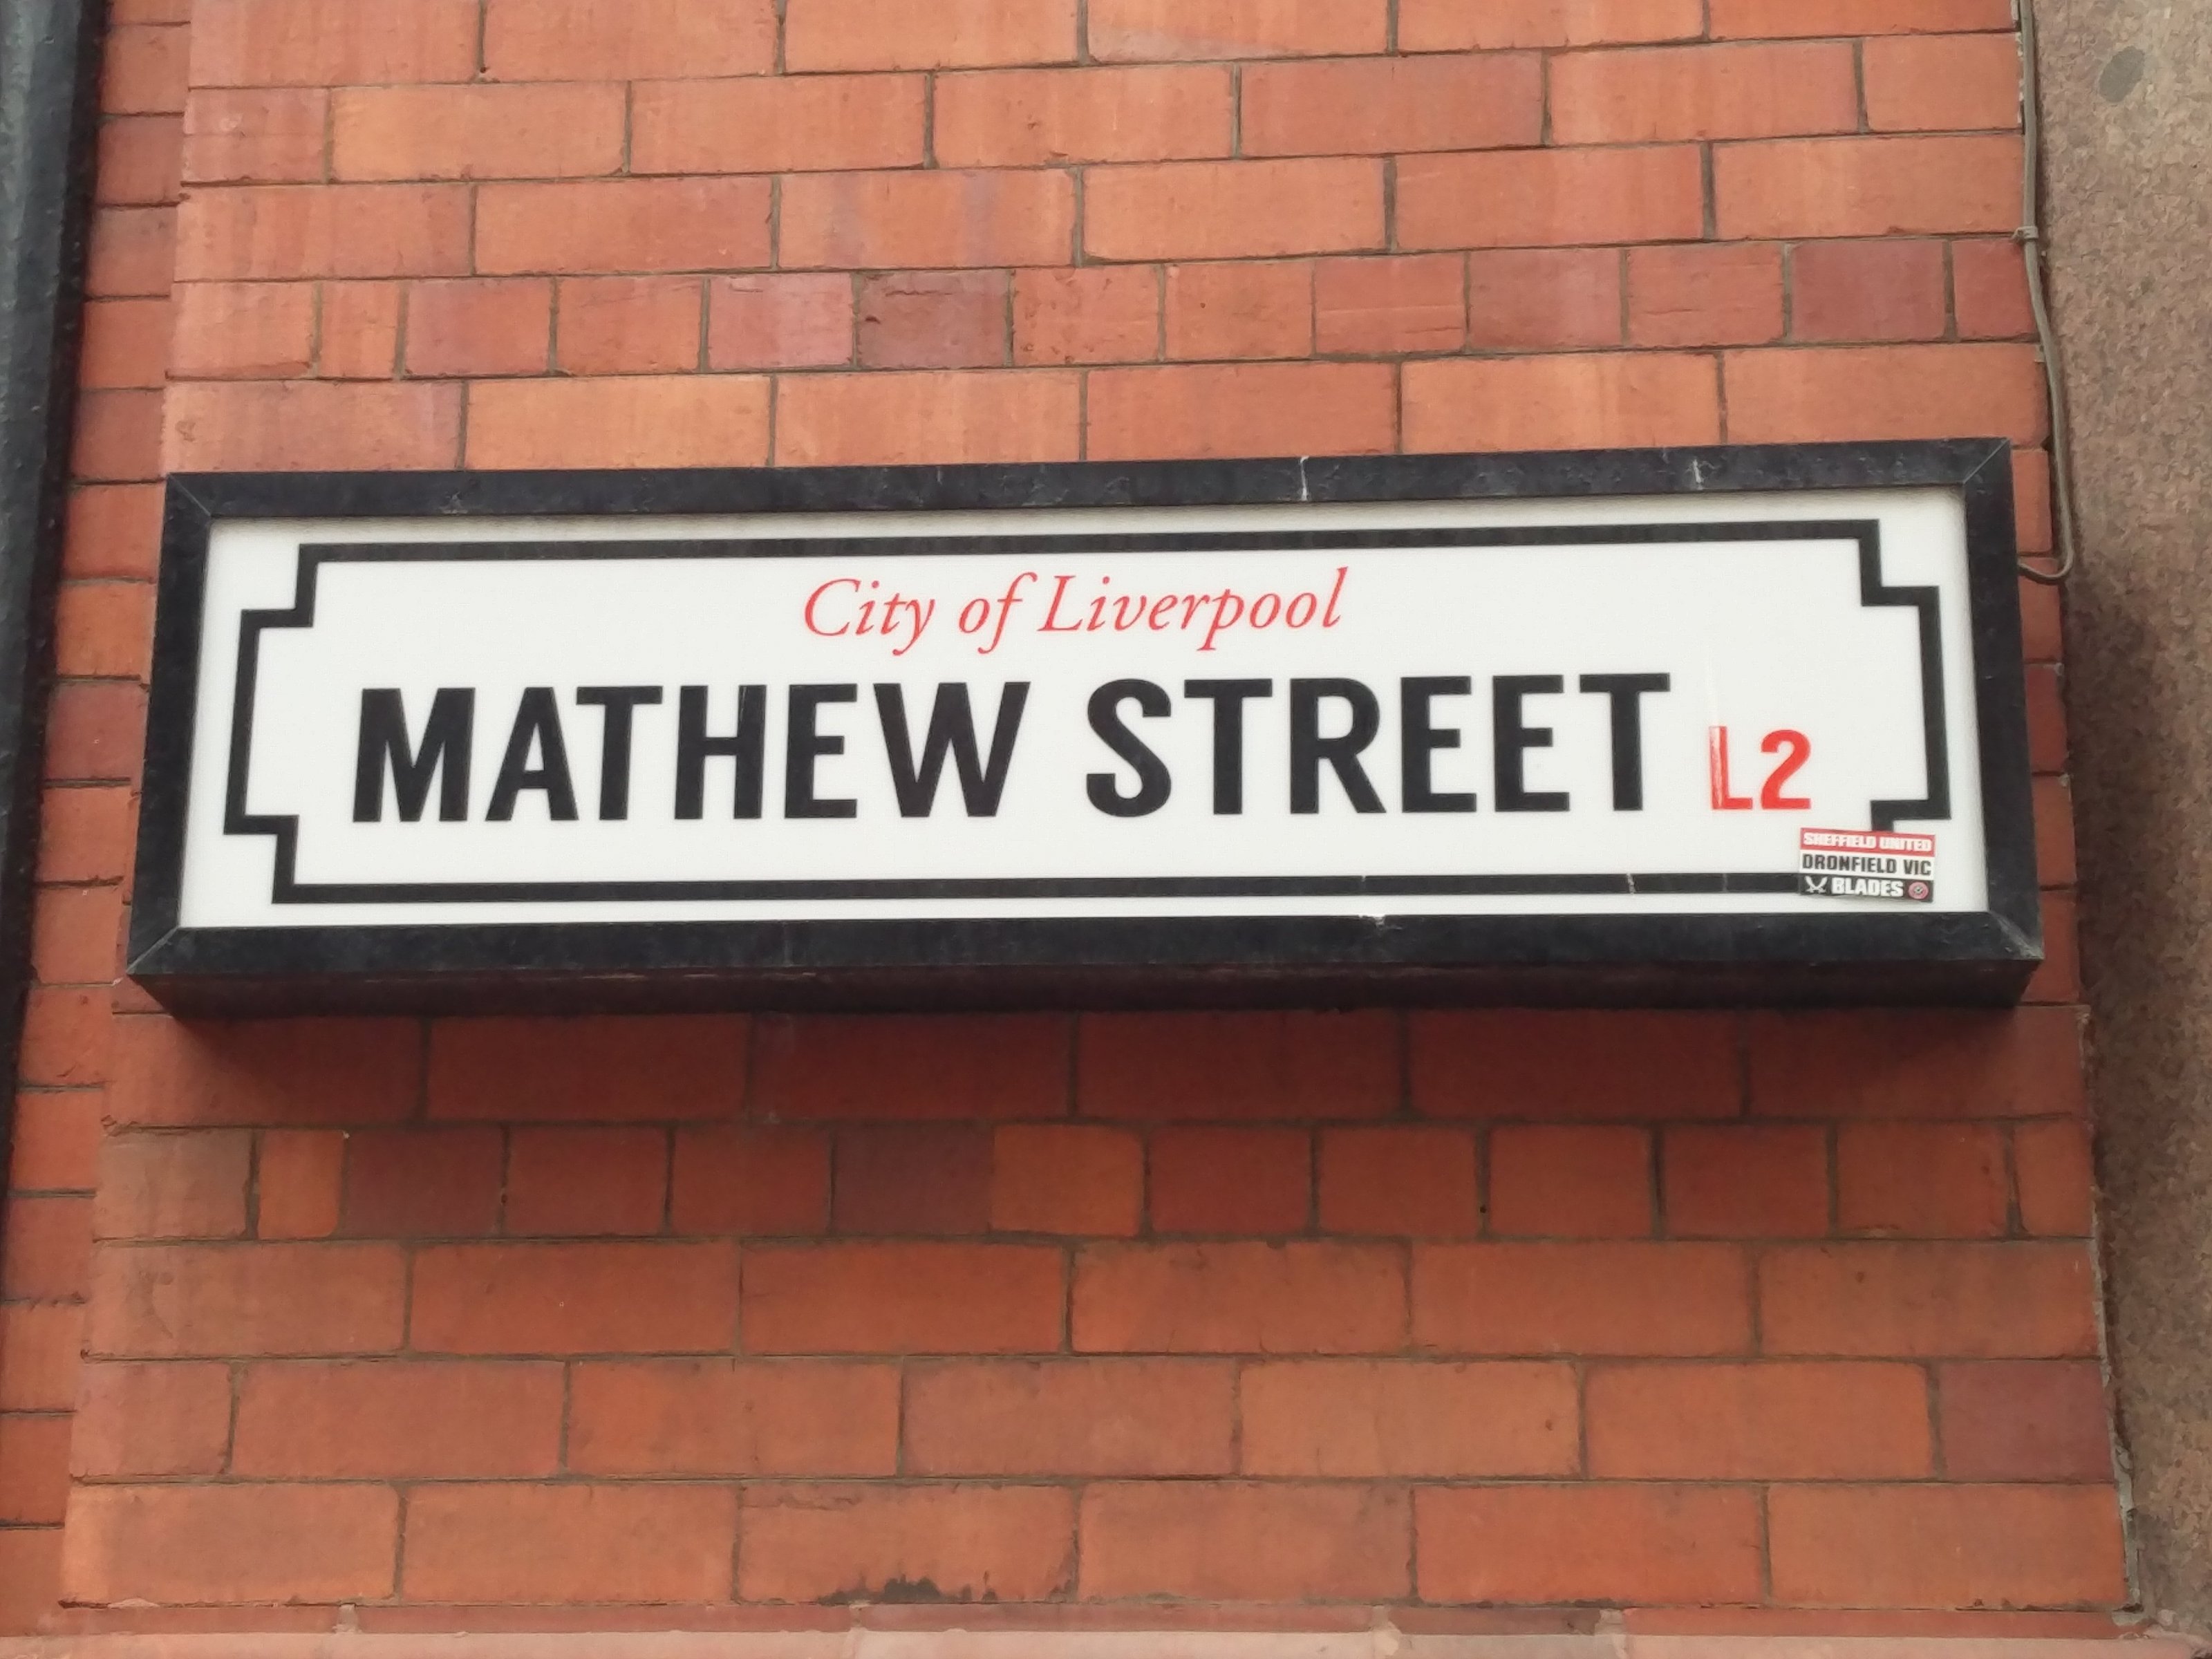 City of Liverpool
MATHEW STREET L2
SHEFFIELD UNITED
DRONFIELD VIC
BLADES